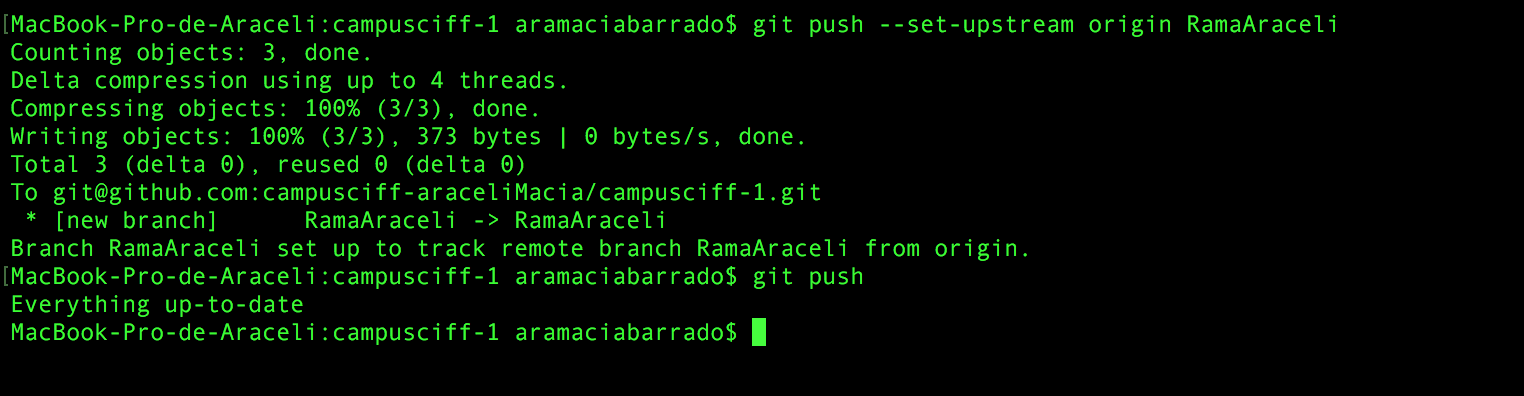 [MacBook-Pro-de-Araceli:campusciff-1 aramaciabarrado$ git push --set-upstream origin RamaAraceli
Counting objects: 3, done.
Delta compression using up to 4 threads.
Compressing objects: 100% (3/3), done.
Writing objects: 100% (3/3), 373 bytes | 0 bytes/s, done.
Total 3 (delta 0), reused 0 (delta 0)
To git@github.com:campusciff-araceliMacia/campusciff-1.git
 * [new branch]      RamaAraceli -> RamaAraceli
Branch RamaAraceli set up to track remote branch RamaAraceli from origin.
[MacBook-Pro-de-Araceli:campusciff-1 aramaciabarrado$ git push
Everything up-to-date
MacBook-Pro-de-Araceli:campusciff-1 aramaciabarrado$